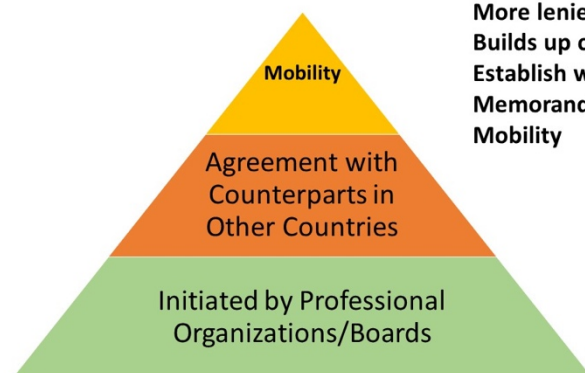 More
Builds up
Establish
Mobility
Mobility
Agreement with
Counterparts in
Other Countries
Initiated by Professional
Organizations/Boards